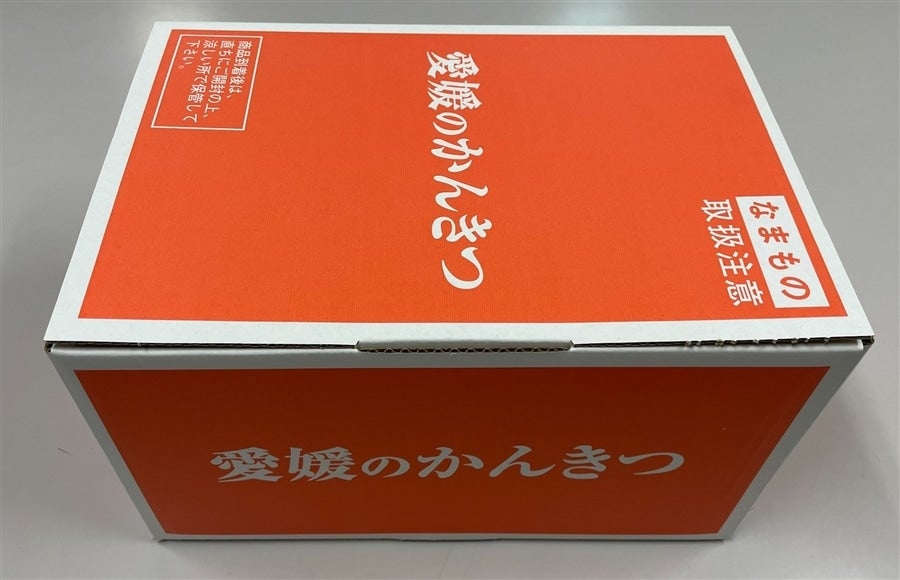 商品到着後は、
直ちにご開封の上、
涼しい所で保管して
下さい。
愛媛のかんきつ
なまもの
取扱注意
愛媛のかんきつ